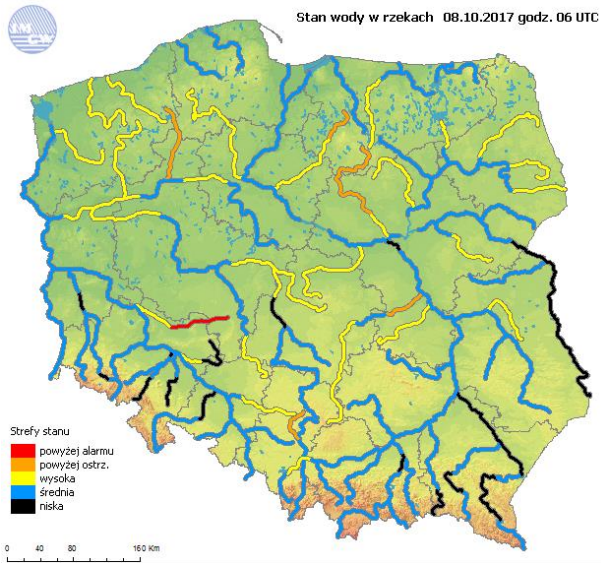 Stan wody w rzekach 08.10.2017 godz. 06 UTC
Strefy stanu
powyżej alarmu
powyżej ostrz.
wysoka
średnia
niska
0 40 80 160 Km